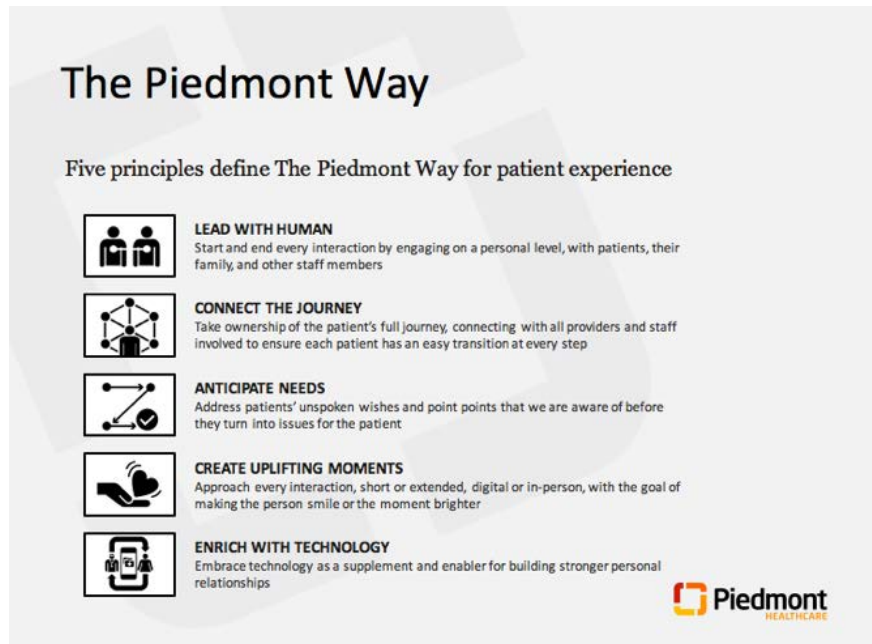 The Piedmont Way
Five principles define The Piedmont Way for patient experience
LEAD WITH HUMAN
Start and end every interaction by engaging on a personal level, with patients, their
family, and other staff members
CONNECT THE JOURNEY
Take ownership of the patient's full journey, connecting with all providers and staff
involved to ensure each patient has an easy transition at every step
ANTICIPATE NEEDS
Address patients' unspoken wishes and point points that we are aware of before
they turn into issues for the patient
CREATE UPLIFTING MOMENTS
Approach every interaction, short or extended, digital or in-person, with the goal of
making the person smile or the moment brighter
ENRICH WITH TECHNOLOGY
Embrace technology as a supplement and enabler for building stronger personal
relationships
Piedmont
HEALTHCARE